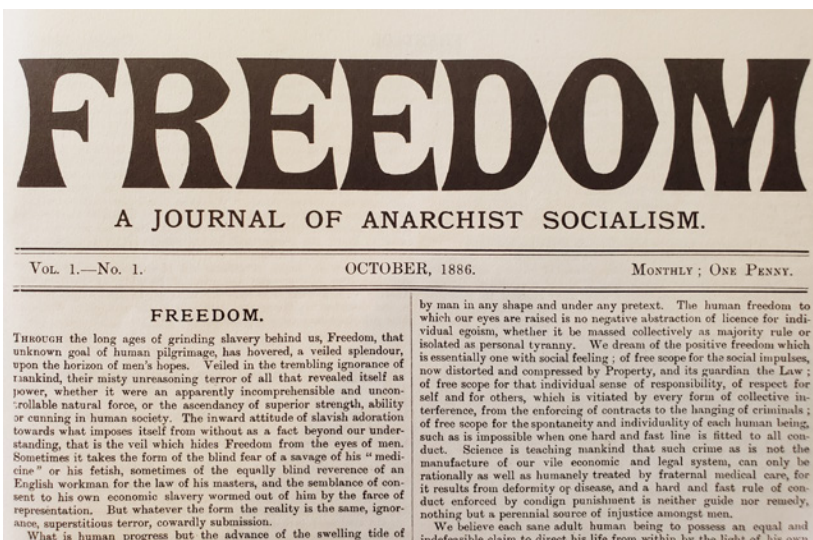 FREEDOM
A JOURNAL OF ANARCHIST SOCIALISM.
VOL. 1.—No. 1.
OCTOBER, 1886.
MONTHLY ; ONE PENNY.
FREEDOM.
THROUGH the long ages of grinding slavery behind us, Freedom, that
unknown goal of human pilgrimage, has hovered, a veiled splendour,
upon the horizon of men's hopes. Veiled in the trembling ignorance of
mankind, their misty unreasoning terror of all that revealed itself as
power, whether it were an apparently incomprehensible and uncon-
trollable natural force, or the ascendancy of superior strength, ability
or cunning in human society. The inward attitude of slavish adoration
towards what imposes itself from without as a fact beyond our under-
standing, that is the veil which hides Freedom from the eyes of men.
Sometimes it takes the form of the blind fear of a savage of his "medi-
cine" or his fetish, sometimes of the equally blind reverence of an
English workman for the law of his masters, and the semblance of con-
sent to his own economic slavery wormed out of him by the farce of
representation. But whatever the form the reality is the same, ignor-
ance, superstitious terror, cowardly submission.
What is human progress but the advance of the swelling tide of
by man in any shape and under any pretext. The human freedom to
which our eyes are raised is no negative abstraction of licence for indi-
vidual egoism, whether it be massed collectively as majority rule or
isolated as personal tyranny. We dream of the positive freedom which
is essentially one with social feeling ; of free scope for the social impulses,
now distorted and compressed by Property, and its guardian the Law ;
of free scope for that individual sense of responsibility, of respect for
self and for others, which is vitiated by every form of collective in-
terference, from the enforcing of contracts to the hanging of criminals ;
of free scope for the spontaneity and individuality of each human being,
such as is impossible when one hard and fast line is fitted to all con-
duct. Science is teaching mankind that such crime as is not the
manufacture of our vile economic and legal system, can only be
rationally as well as humanely treated by fraternal medical care, for
it results from deformity or disease, and a hard and fast rule of con-
duct enforced by condign punishment is neither guide nor remedy,
nothing but a perennial source of injustice amongst men.
We believe each sane adult human being to possess an equal and
indefeasible claim to direct his life from within by the light of his own